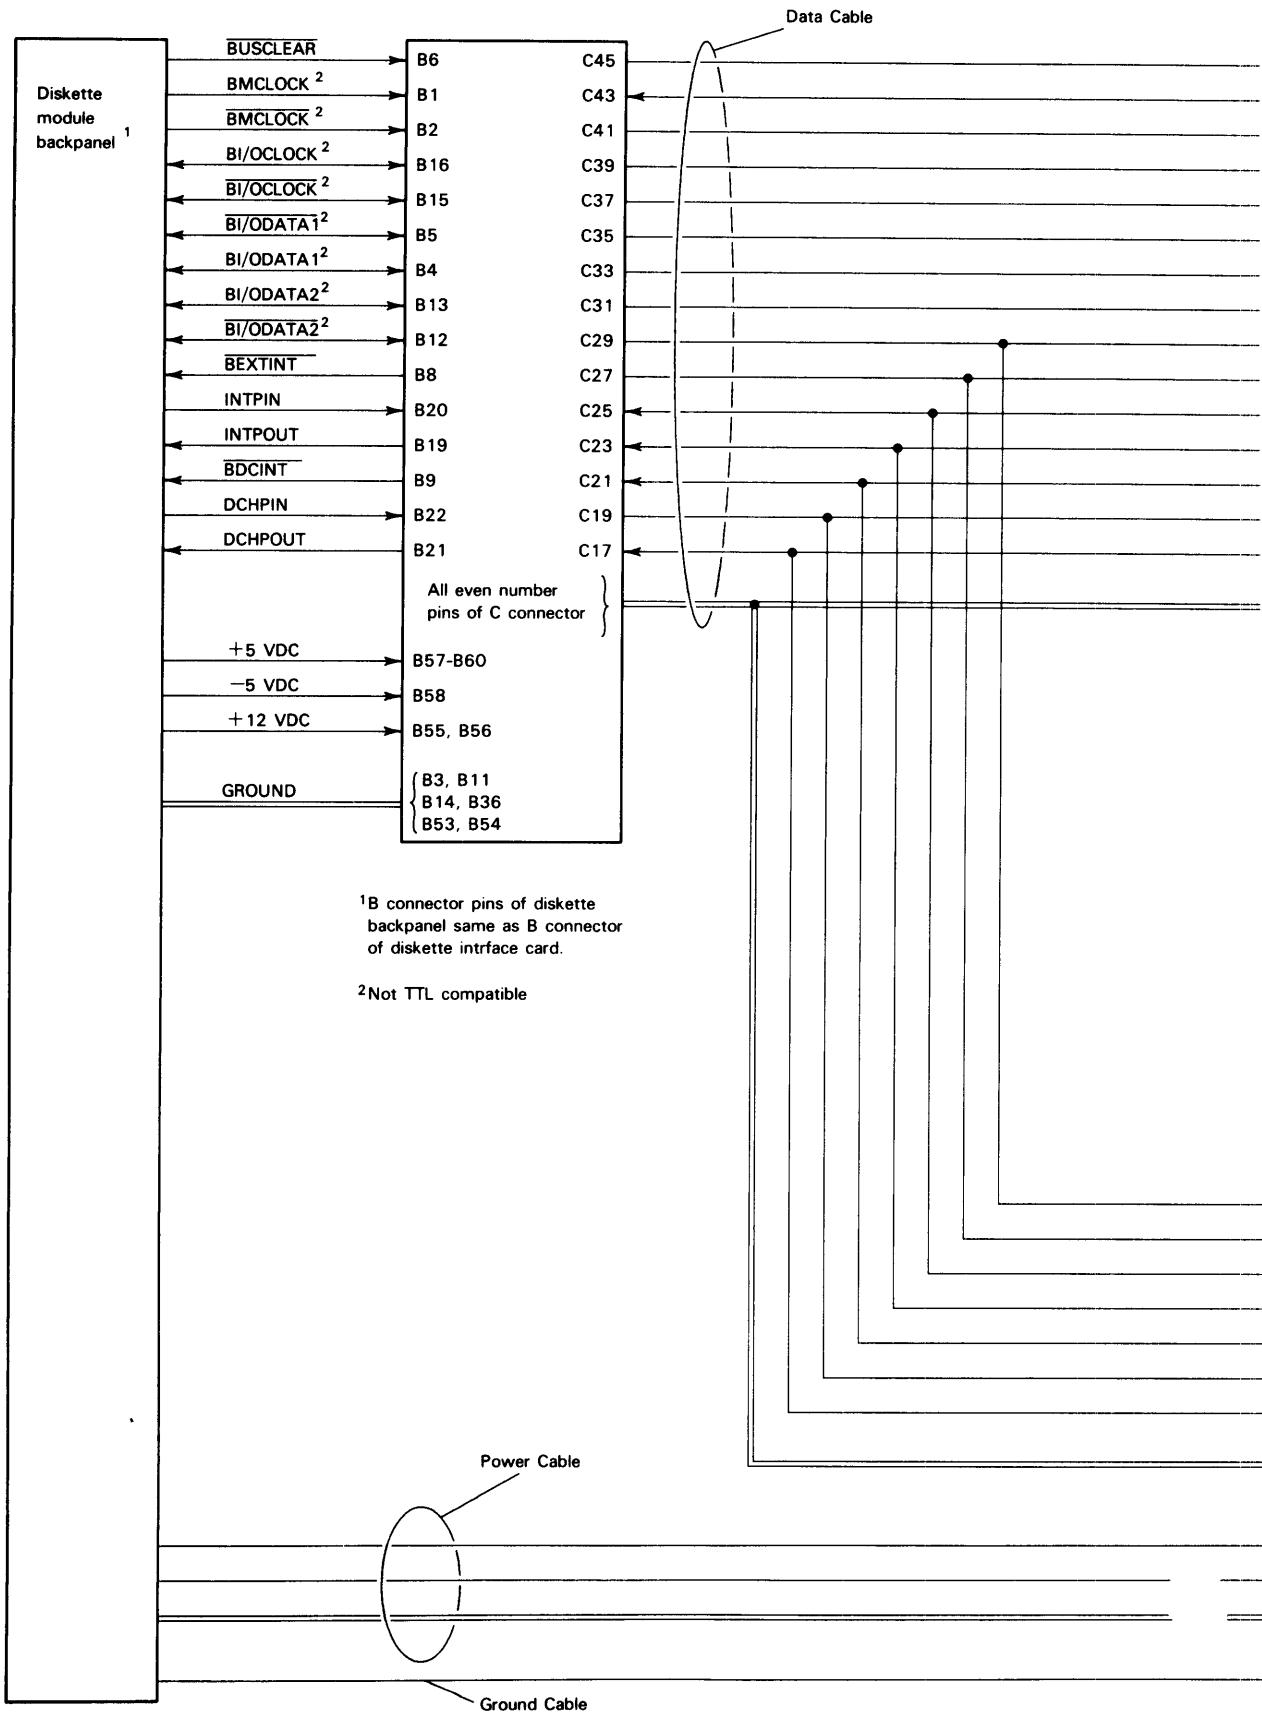 Data Cable
Diskette
module
backpanel 1
BUSCLEAR B6 C45
BMCLOCK 2 B1 C43
BMCLOCK 2 B2 C41
BI/OCLOCK 2 B16 C39
BI/OCLOCK 2 B15 C37
BI/ODATA1 2 B5 C35
BI/ODATA1 2 B4 C33
BI/ODATA2 2 B13 C31
BI/ODATA2 2 B12 C29
BEXTINT B8 C27
INTPIN B20 C25
INTPOUT B19 C23
BDCINT B9 C21
DCHPIN B22 C19
DCHPOUT B21 C17
All even number
pins of C connector
+5 VDC B57-B60
−5 VDC B58
+12 VDC B55, B56
GROUND
B3, B11
B14, B36
B53, B54
1 B connector pins of diskette
backpanel same as B connector
of diskette intrface card.
2 Not TTL compatible
Power Cable
Ground Cable